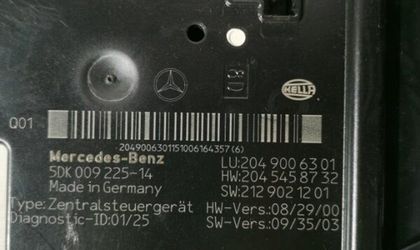 8D
HELLA
Q01
2049006301151006164357(6)
Mercedes-Benz
LU:204 900 63 01
5DK 009 225-14
HW:204 545 87 32
Made in Germany
SW:212 902 12 01
Type:Zentralsteuergerät
HW-Vers:08/29/00
Diagnostic-ID:01/25
SW-Vers:09/35/03